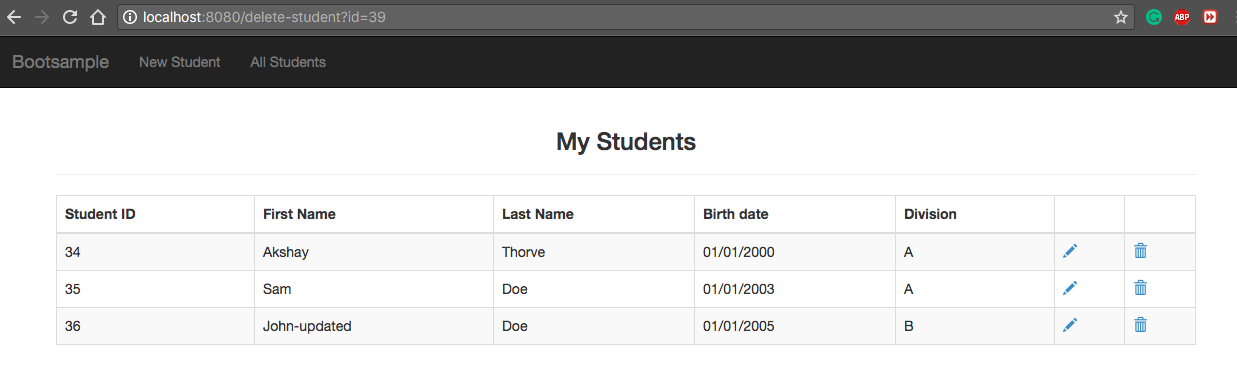 localhost:8080/delete-student?id=39
ABP
Bootsample New Student All Students
My Students
Student ID First Name Last Name Birth date Division
34 Akshay Thorve 01/01/2000 A
35 Sam Doe 01/01/2003 A
36 John-updated Doe 01/01/2005 B